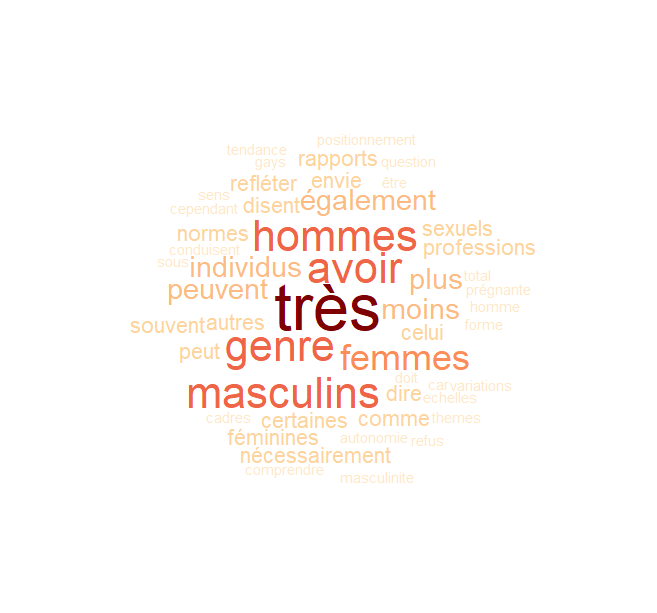 positionnement
tendance
gays rapports question
refléter envie être
sens
cependant disent également
normes hommes sexuels
conduisent professions
sous individus avoir plus total
peuvent très prégnante
moins homme
souvent autres celui forme
peut genre femmes
masculins doit dire car variations
echelles
cadres certaines comme themes
féminines autonomie refus
nécessairement
comprendre
masculinite